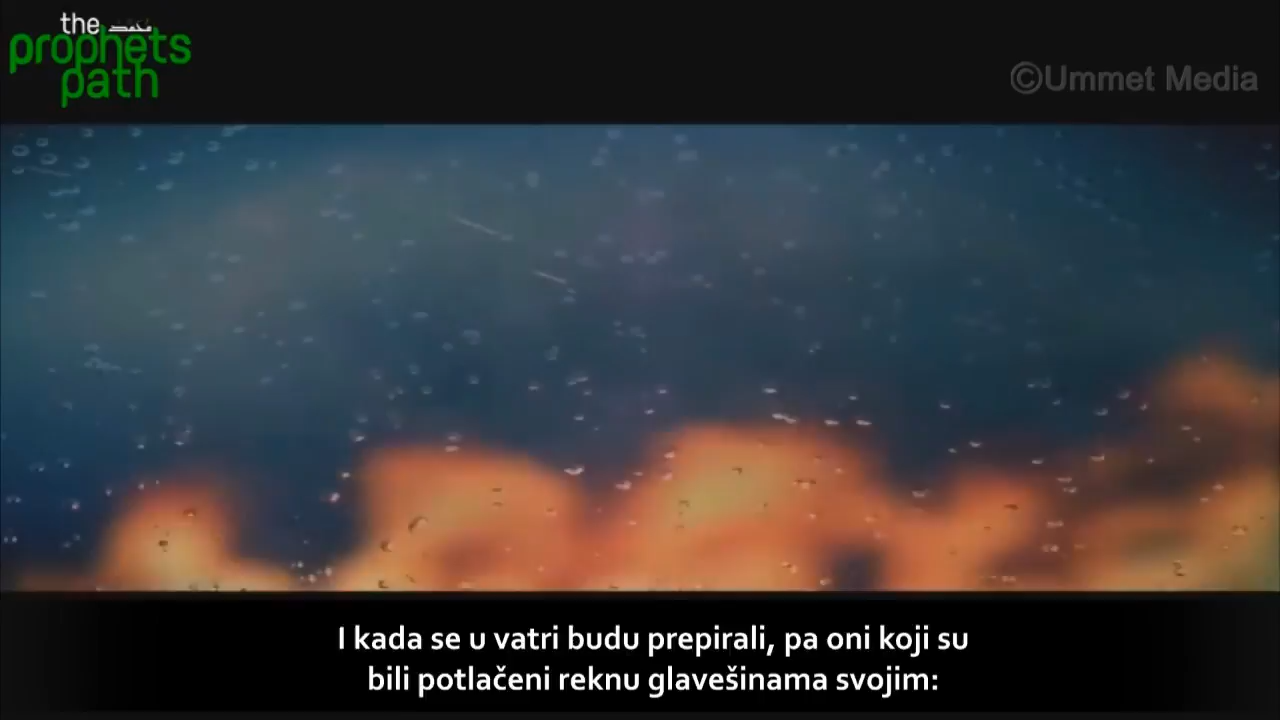 the
prophets
path
©Ummet Media
I kada se u vatri budu prepirali, pa oni koji su
bili potlačeni reknu glavešinama svojim: